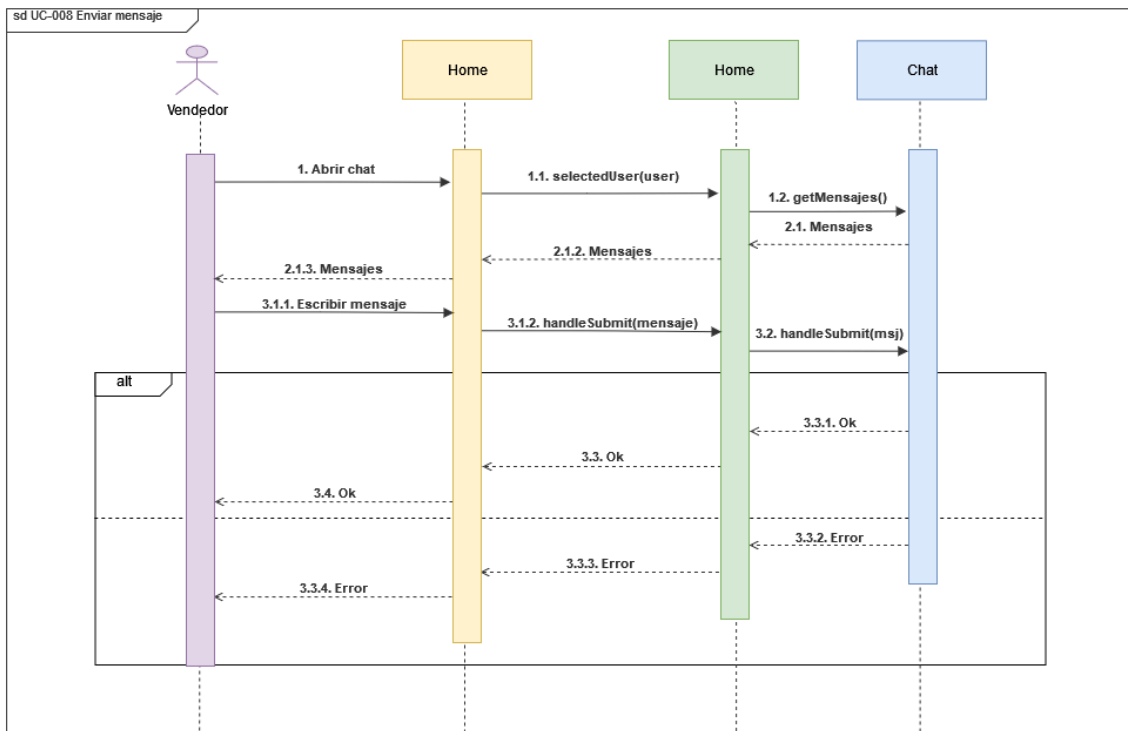 sd UC-008 Enviar mensaje
Vendedor
Home
Home
Chat
1. Abrir chat
1.1. selectedUser(user)
1.2. getMensajes()
2.1. Mensajes
2.1.2. Mensajes
2.1.3. Mensajes
3.1.1. Escribir mensaje
3.1.2. handleSubmit(mensaje)
3.2. handleSubmit(msj)
alt
3.3.1. Ok
3.3. Ok
3.4. Ok
3.3.2. Error
3.3.3. Error
3.3.4. Error